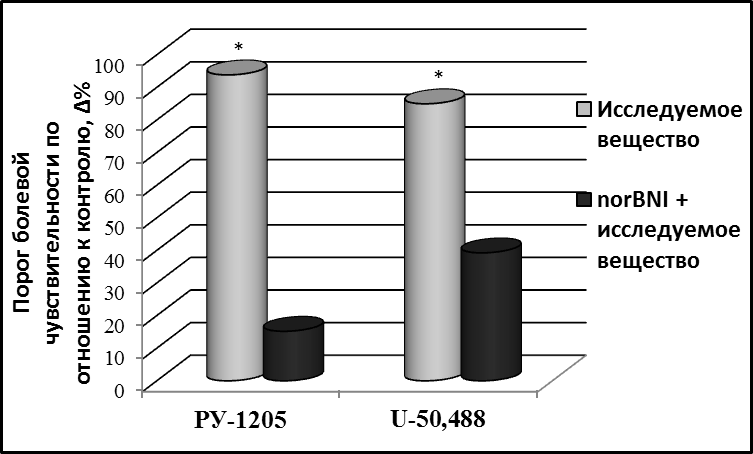 Порог болевой
чувствительности по
отношению к контролю, Δ%
100
90
80
70
60
50
40
30
20
10
0
*
*
РУ-1205
U-50,488
Исследуемое
вещество
norBNI +
исследуемое
вещество